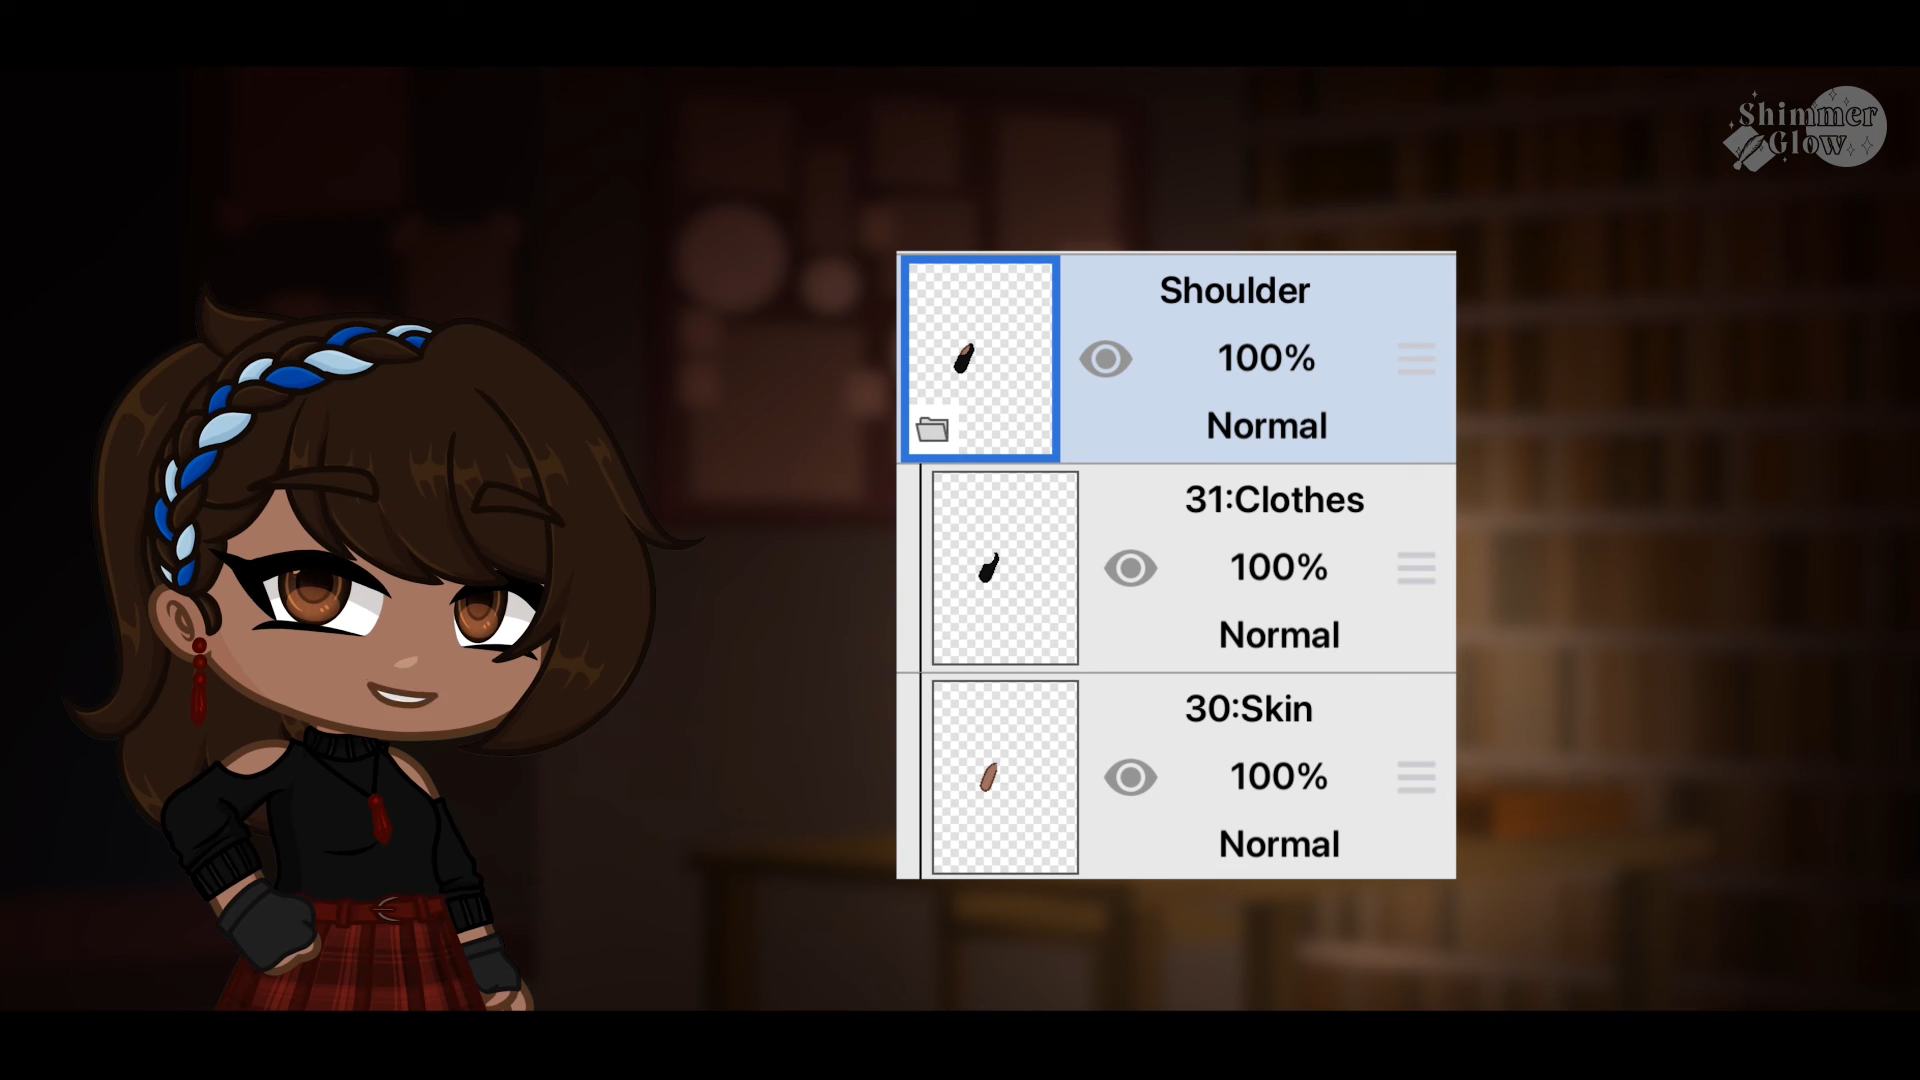 Shimmer
Glow
Shoulder
100%
Normal
31:Clothes
100%
Normal
30:Skin
100%
Normal